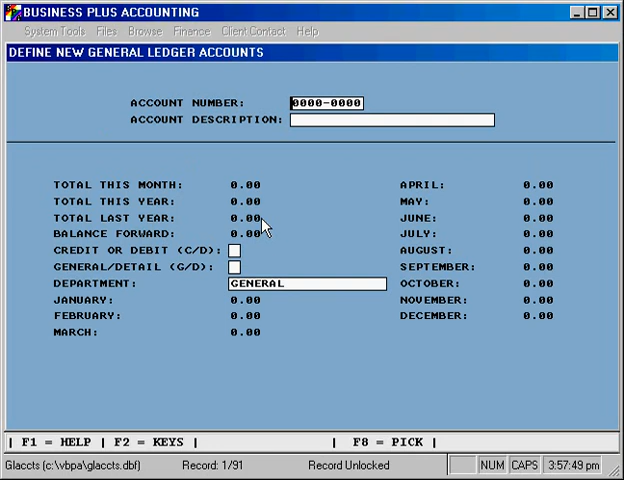 BUSINESS PLUS ACCOUNTING
System Tools Files Browse Finance Client Contact Help
DEFINE NEW GENERAL LEDGER ACCOUNTS
ACCOUNT NUMBER: 0000-0000
ACCOUNT DESCRIPTION:
TOTAL THIS MONTH: 0.00 APRIL: 0.00
TOTAL THIS YEAR: 0.00 MAY: 0.00
TOTAL LAST YEAR: 0.00 JUNE: 0.00
BALANCE FORWARD: 0.00 JULY: 0.00
CREDIT OR DEBIT (C/D): AUGUST: 0.00
GENERAL/DETAIL (G/D): SEPTEMBER: 0.00
DEPARTMENT: GENERAL OCTOBER: 0.00
JANUARY: 0.00 NOVEMBER: 0.00
FEBRUARY: 0.00 DECEMBER: 0.00
MARCH: 0.00
| F1 = HELP | F2 = KEYS | | F8 = PICK |
Glaccts (c:\vbpa\glaccts.dbf) Record: 1/91 Record Unlocked NUM CAPS 3:57:49 pm